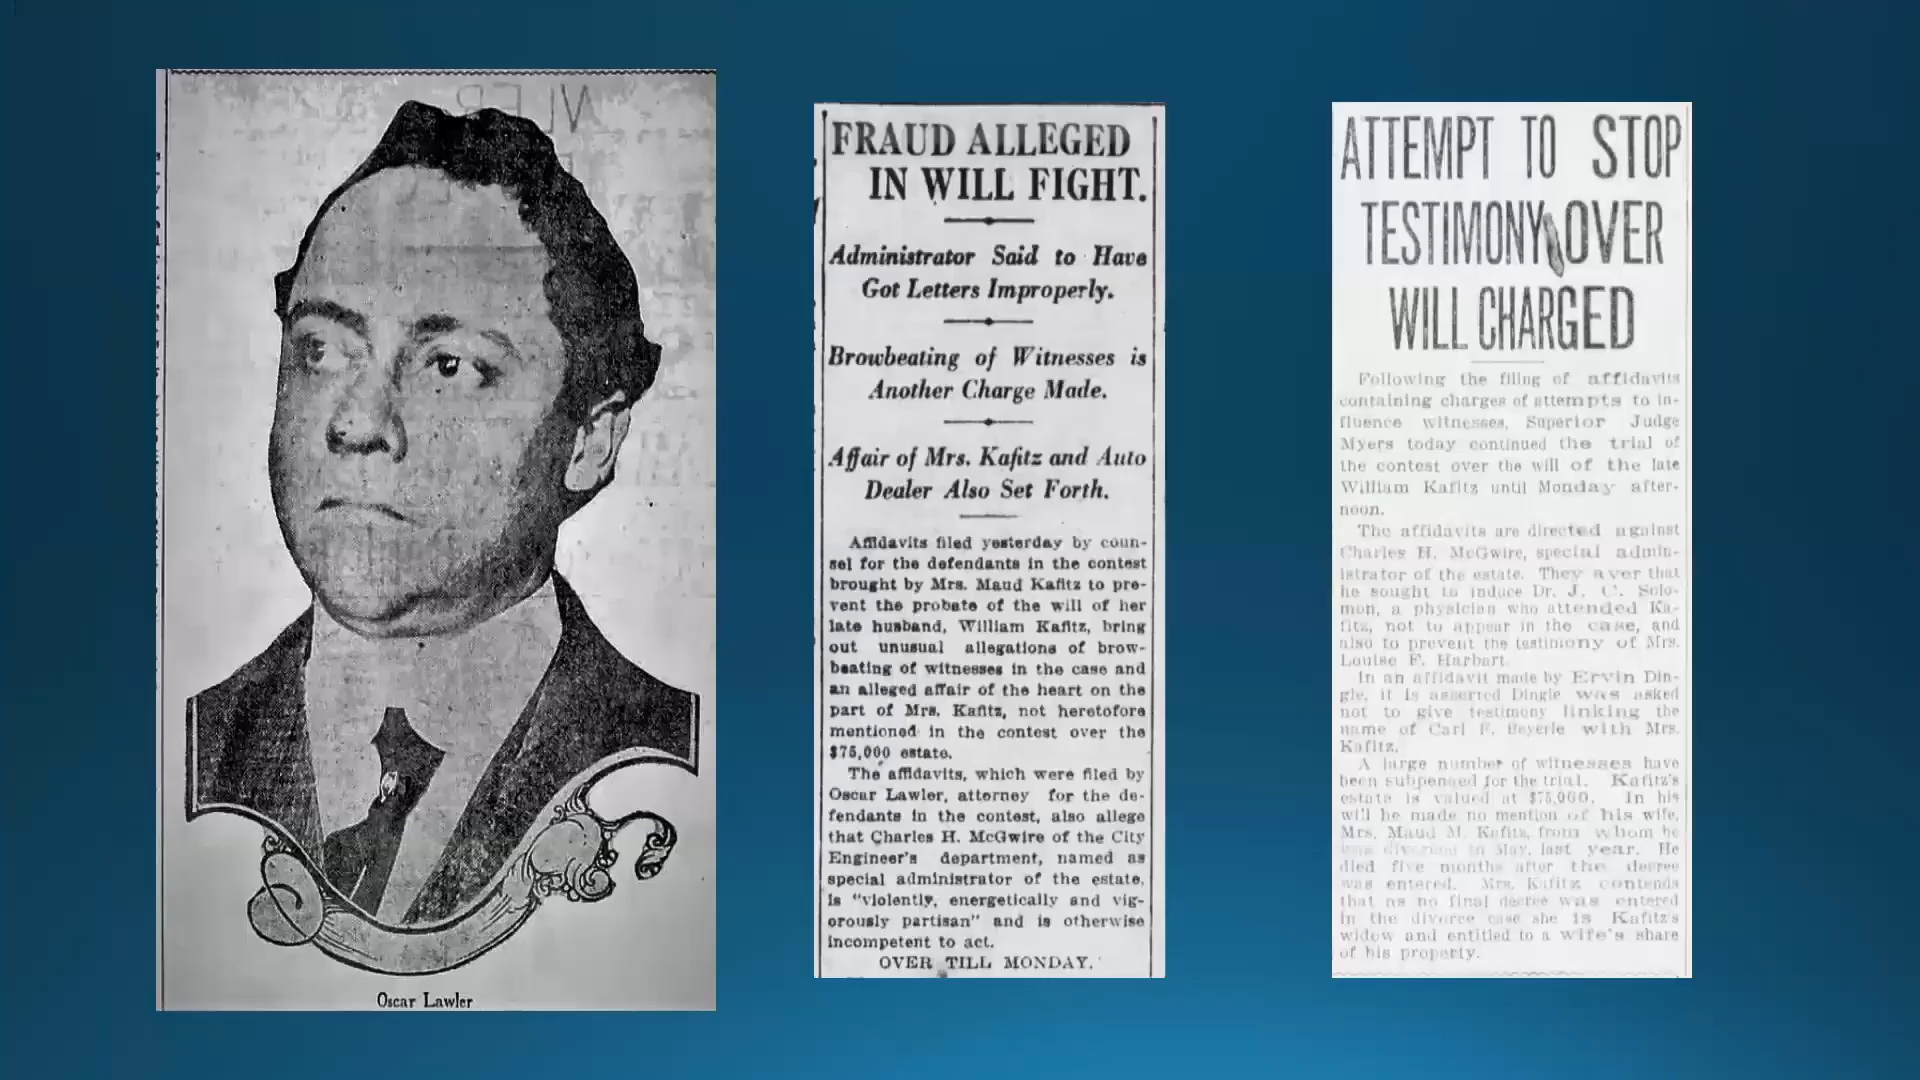 Oscar Lawler
FRAUD ALLEGED
IN WILL FIGHT.
Administrator Said to Have
Got Letters Improperly.
Browbeating of Witnesses is
Another Charge Made.
Affair of Mrs. Kafitz and Auto
Dealer Also Set Forth.
Affidavits filed yesterday by coun-
sel for the defendants in the contest
brought by Mrs. Maud Kafitz to pre-
vent the probate of the will of her
late husband, William Kafitz, bring
out unusual allegations of brow-
beating of witnesses in the case and
an alleged affair of the heart on the
part of Mrs. Kafitz, not heretofore
mentioned in the contest over the
$75,000 estate.
The affidavits, which were filed by
Oscar Lawler, attorney for the de-
fendants in the contest, also allege
that Charles H. McGwire of the City
Engineer's department, named as
special administrator of the estate,
is "violently, energetically and vig-
orously partisan" and is otherwise
incompetent to act.
OVER TILL MONDAY.
ATTEMPT TO STOP
TESTIMONY OVER
WILL CHARGED
Following the filing of affidavits
containing charges of attempts to in-
fluence witnesses, Superior Judge
Myers today continued the trial of
the contest over the will of the late
William Kafitz until Monday after-
noon.
The affidavits are directed against
Charles H. McGwire, special admin-
istrator of the estate. They aver that
he sought to induce Dr. J. C. Solo-
mon, a physician who attended Ka-
fitz, not to appear in the case, and
also to prevent the testimony of Mrs.
Louise F. Harbart.
In an affidavit made by Ervin Din-
gle, it is asserted Dingle was asked
not to give testimony linking the
name of Carl F. Beyerle with Mrs.
Kafitz.
A large number of witnesses have
been subpenaed for the trial. Kafitz's
estate is valued at $75,000. In his
will he made no mention of his wife,
Mrs. Maud M. Kafitz, from whom he
was divorced in May, last year. He
died five months after the decree
was entered. Mrs. Kafitz contends
that as no final decree was entered
in the divorce case she is Kafitz's
widow and entitled to a wife's share
of his property.